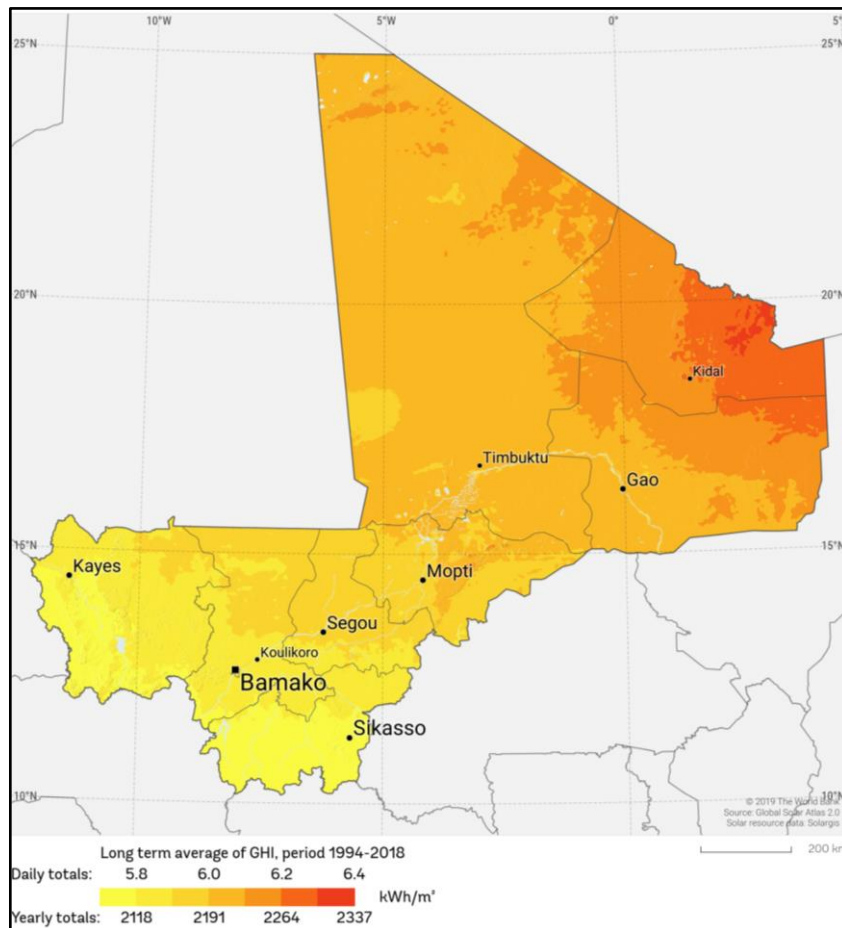 10°W 5°W 0° 5°
25°N 25°N
20°N 20°N
Kidal
Timbuktu
Gao
15°N 15°N
Kayes
Mopti
Segou
Koulikoro
Bamako
Sikasso
10°N 10°N
© 2019 The World Bank
Source: Global Solar Atlas 2.0
Solar resource data: Solargis
200 km
Long term average of GHI, period 1994-2018
Daily totals: 5.8 6.0 6.2 6.4
kWh/m²
Yearly totals: 2118 2191 2264 2337